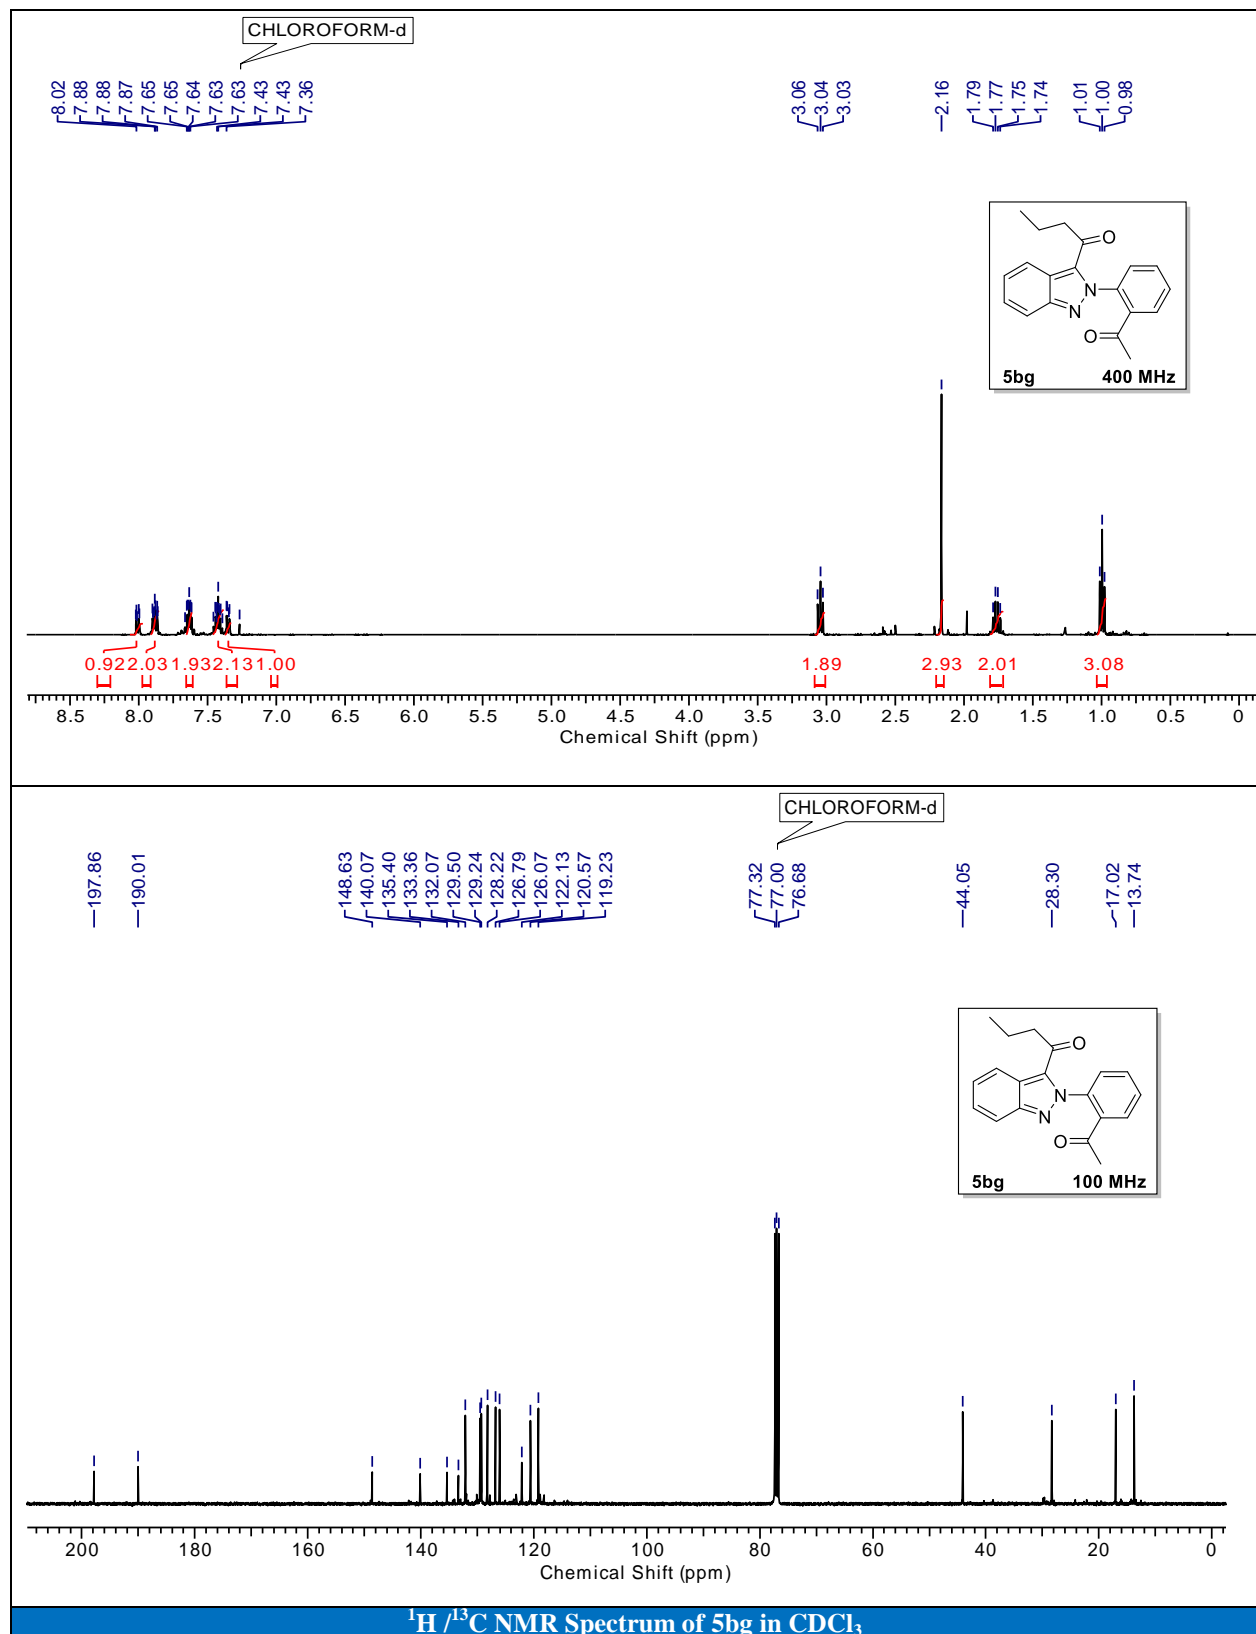 CHLOROFORM-d
8.02
7.88
7.88
7.87
7.65
7.65
7.64
7.63
7.63
7.43
7.43
7.36
3.06
3.04
3.03
2.16
1.79
1.77
1.75
1.74
1.01
1.00
0.98
O
N
N
O
5bg 400 MHz
0.92 2.03 1.93 2.13 1.00 1.89 2.93 2.01 3.08
8.5 8.0 7.5 7.0 6.5 6.0 5.5 5.0 4.5 4.0 3.5 3.0 2.5 2.0 1.5 1.0 0.5 0
Chemical Shift (ppm)
CHLOROFORM-d
197.86
190.01
148.63
140.07
135.40
133.36
132.07
129.50
129.24
128.22
126.79
126.07
122.13
120.57
119.23
77.32
77.00
76.68
44.05
28.30
17.02
13.74
O
N
N
O
5bg 100 MHz
200 180 160 140 120 100 80 60 40 20 0
Chemical Shift (ppm)
¹H /¹³C NMR Spectrum of 5bg in CDCl₃